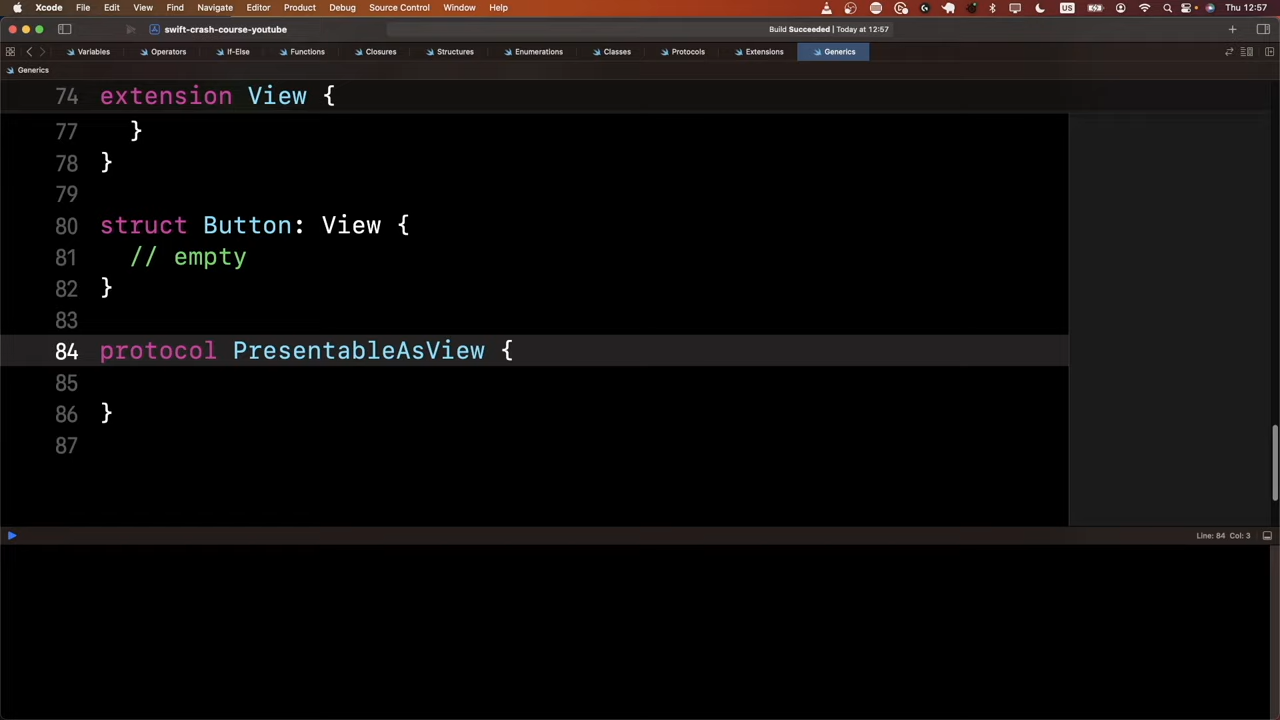 Xcode File Edit View Find Navigate Editor Product Debug Source Control Window Help US Thu 12:57
swift-crash-course-youtube Build Succeeded | Today at 12:57
Variables Operators If-Else Functions Closures Structures Enumerations Classes Protocols Extensions Generics
Generics
74 extension View {
77 }
78 }
79
80 struct Button: View {
81 // empty
82 }
83
84 protocol PresentableAsView {
85
86 }
87
Line: 84 Col: 3